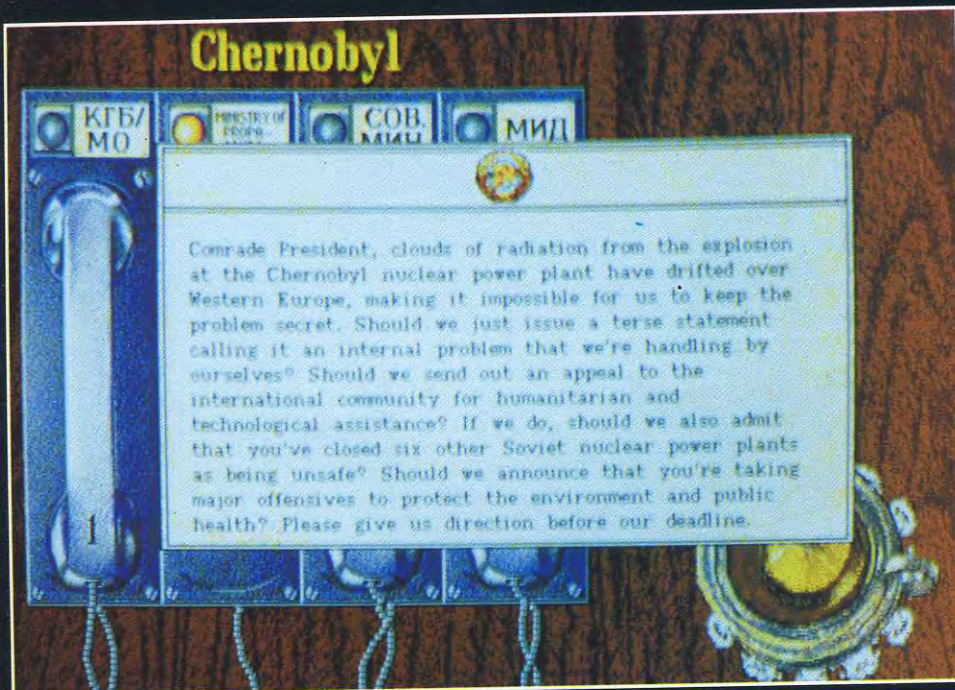 Chernobyl
КГБ/
МО
MINISTRY OF
PROPA-
СОВ.
МИН
МИД
Comrade President, clouds of radiation from the explosion
at the Chernobyl nuclear power plant have drifted over
Western Europe, making it impossible for us to keep the
problem secret. Should we just issue a terse statement
calling it an internal problem that we're handling by
ourselves? Should we send out an appeal to the
international community for humanitarian and
technological assistance? If we do, should we also admit
that you've closed six other Soviet nuclear power plants
as being unsafe? Should we announce that you're taking
major offensives to protect the environment and public
health? Please give us direction before our deadline.
1